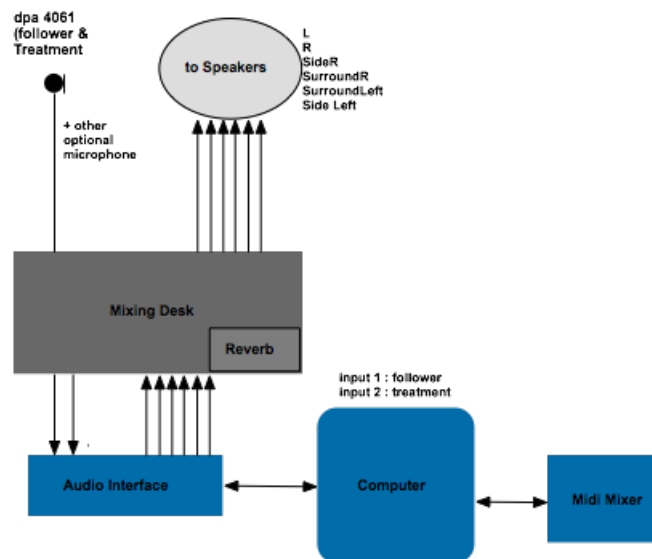 dpa 4061
(follower &
Treatment
to Speakers
L
R
SideR
SurroundR
SurroundLeft
Side Left
+ other
optional
microphone
Mixing Desk
Reverb
input 1 : follower
input 2 : treatment
Audio Interface
Computer
Midi Mixer